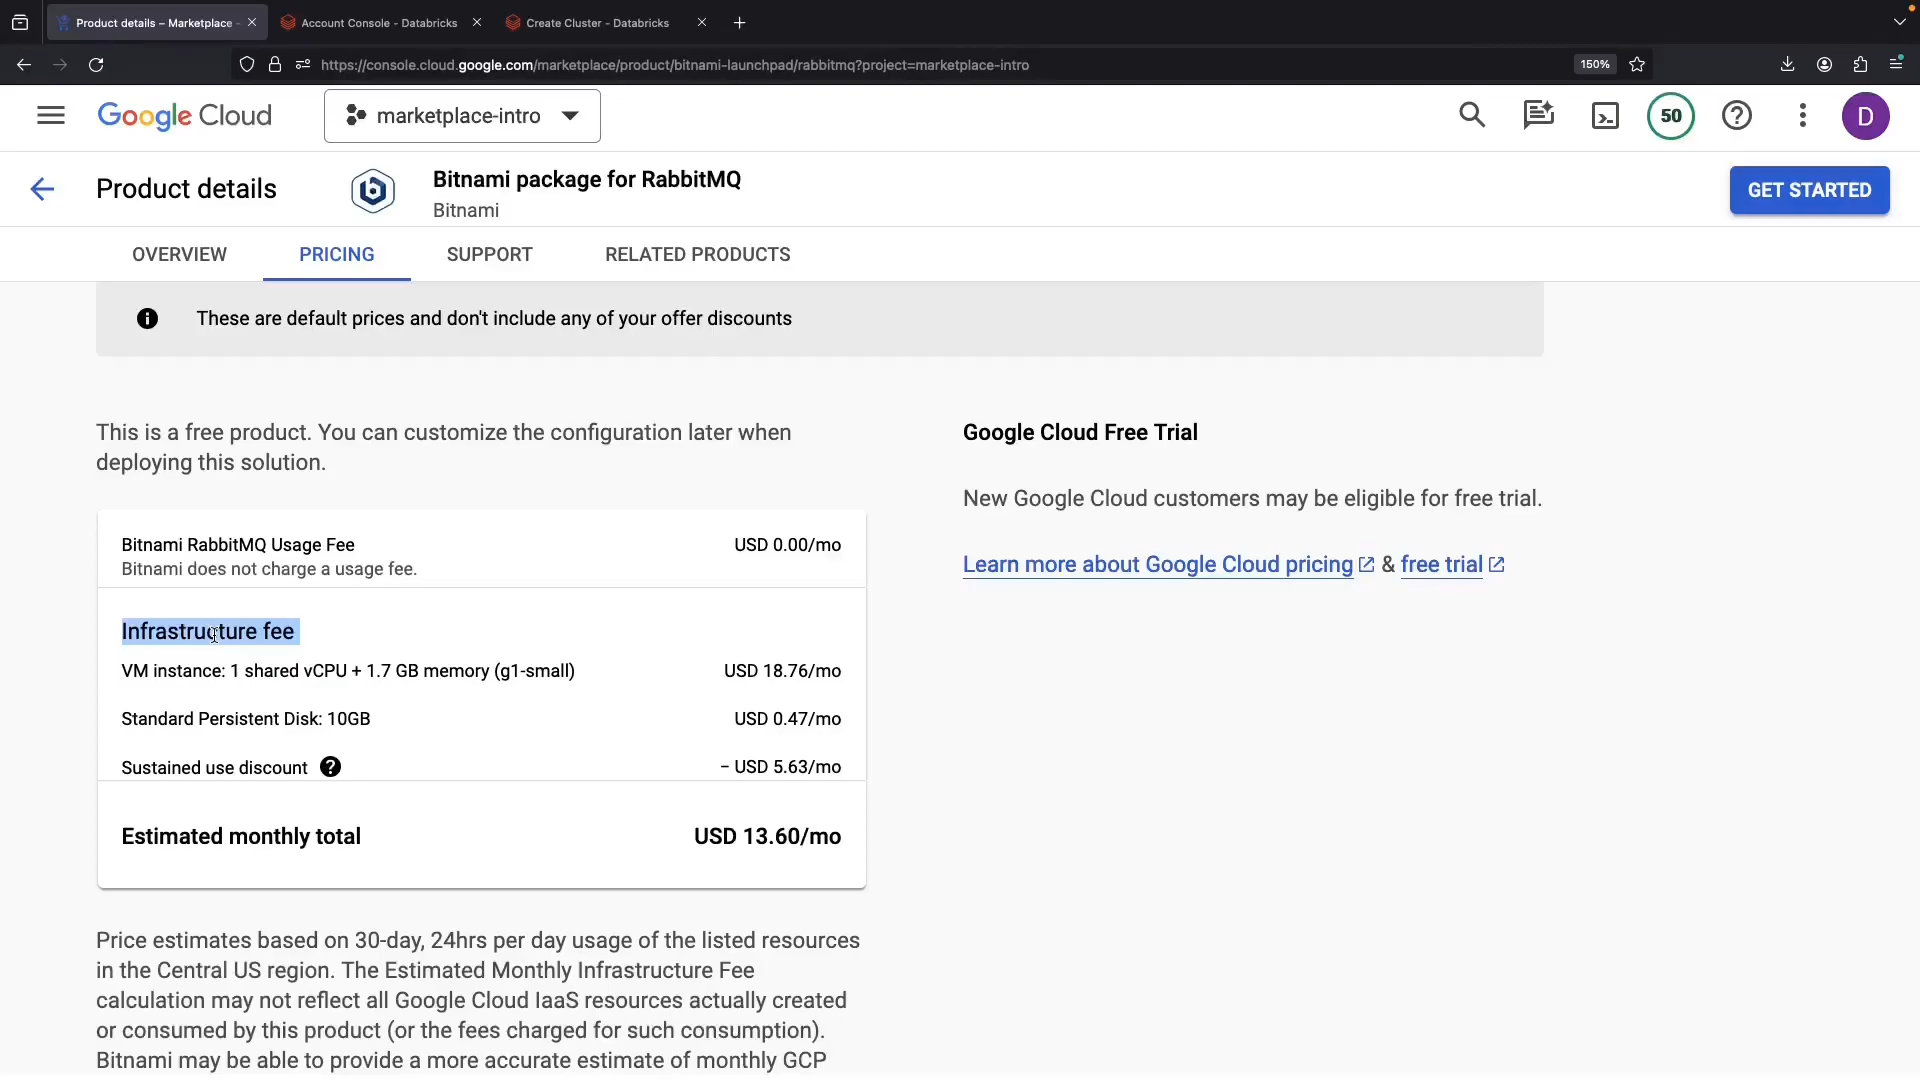 Product details – Marketplace -
Account Console - Databricks
Create Cluster - Databricks
https://console.cloud.google.com/marketplace/product/bitnami-launchpad/rabbitmq?project=marketplace-intro
150%
Google Cloud
marketplace-intro
50
D
Product details
Bitnami package for RabbitMQ
Bitnami
GET STARTED
OVERVIEW
PRICING
SUPPORT
RELATED PRODUCTS
These are default prices and don't include any of your offer discounts
This is a free product. You can customize the configuration later when
deploying this solution.
Bitnami RabbitMQ Usage Fee USD 0.00/mo
Bitnami does not charge a usage fee.
Infrastructure fee
VM instance: 1 shared vCPU + 1.7 GB memory (g1-small) USD 18.76/mo
Standard Persistent Disk: 10GB USD 0.47/mo
Sustained use discount − USD 5.63/mo
Estimated monthly total USD 13.60/mo
Price estimates based on 30-day, 24hrs per day usage of the listed resources
in the Central US region. The Estimated Monthly Infrastructure Fee
calculation may not reflect all Google Cloud IaaS resources actually created
or consumed by this product (or the fees charged for such consumption).
Bitnami may be able to provide a more accurate estimate of monthly GCP
Google Cloud Free Trial
New Google Cloud customers may be eligible for free trial.
Learn more about Google Cloud pricing & free trial